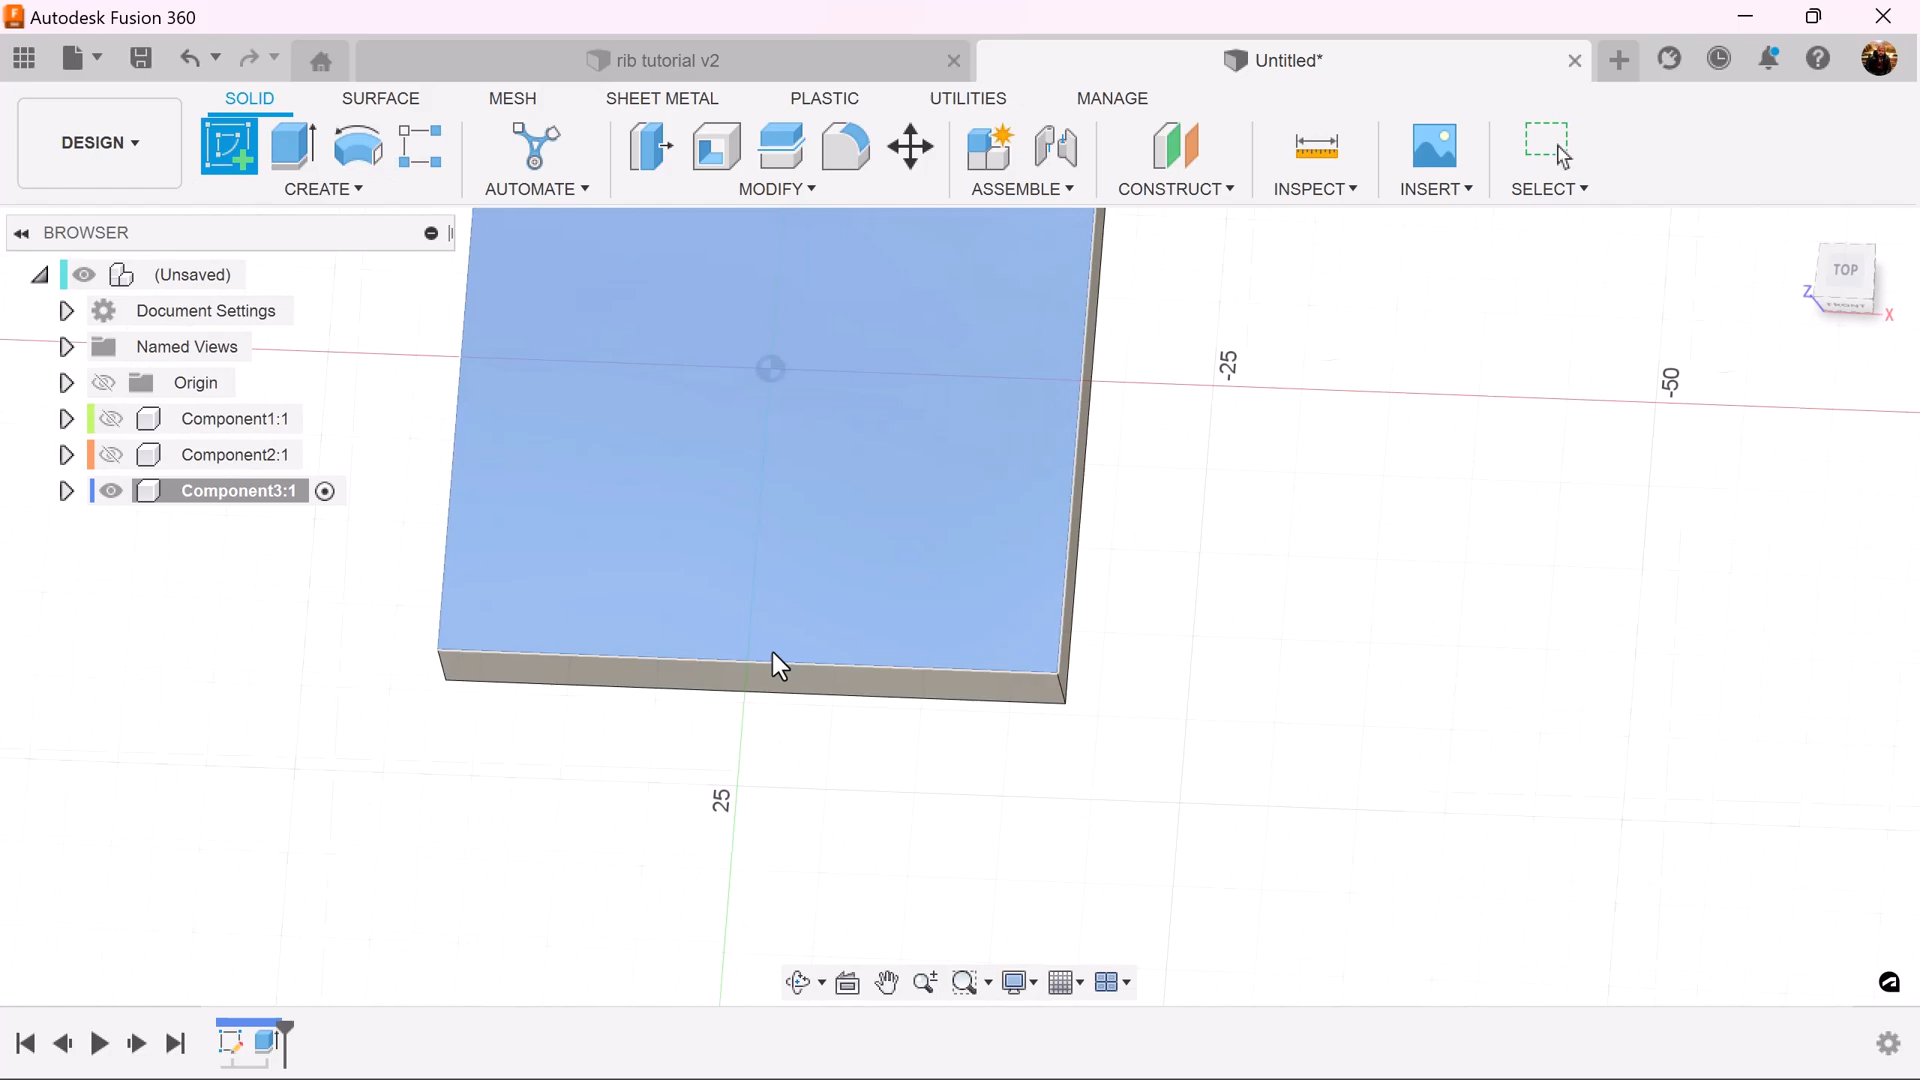 Autodesk Fusion 360
rib tutorial v2
Untitled*
DESIGN
SOLID
SURFACE
MESH
SHEET METAL
PLASTIC
UTILITIES
MANAGE
CREATE
AUTOMATE
MODIFY
ASSEMBLE
CONSTRUCT
INSPECT
INSERT
SELECT
BROWSER
(Unsaved)
Document Settings
Named Views
Origin
Component1:1
Component2:1
Component3:1
TOP
FRONT
Z
X
-25
-50
25